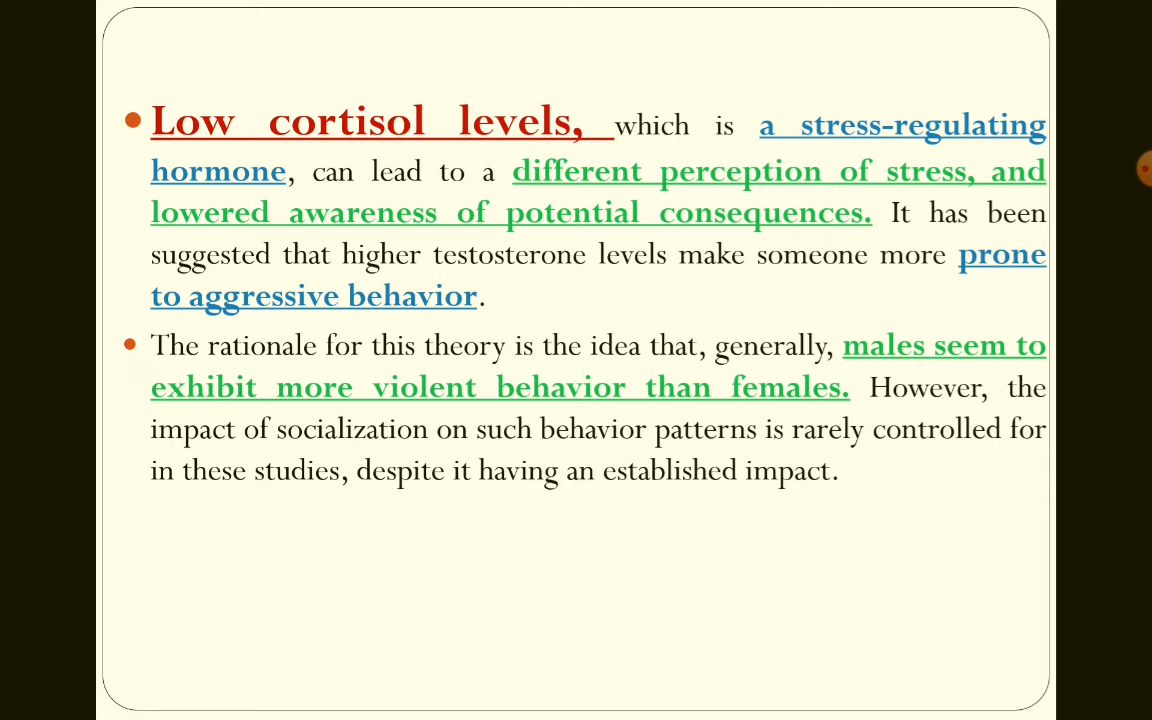 • Low cortisol levels, which is a stress-regulating
hormone, can lead to a different perception of stress, and
lowered awareness of potential consequences. It has been
suggested that higher testosterone levels make someone more prone
to aggressive behavior.
• The rationale for this theory is the idea that, generally, males seem to
exhibit more violent behavior than females. However, the
impact of socialization on such behavior patterns is rarely controlled for
in these studies, despite it having an established impact.